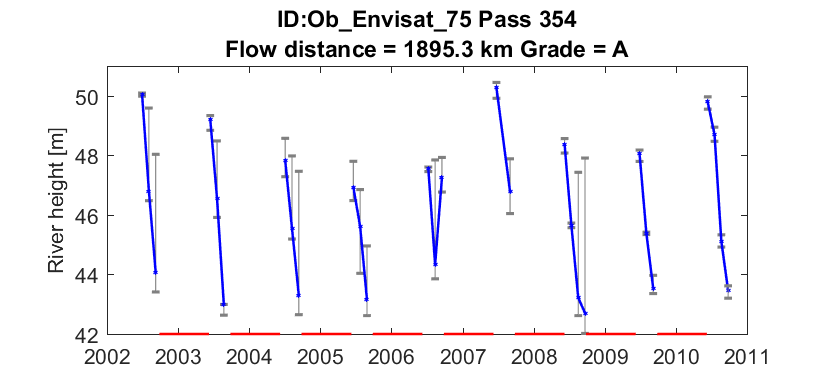 ID:Ob_Envisat_75 Pass 354
Flow distance = 1895.3 km Grade = A
River height [m]
50
48
46
44
42
2002 2003 2004 2005 2006 2007 2008 2009 2010 2011